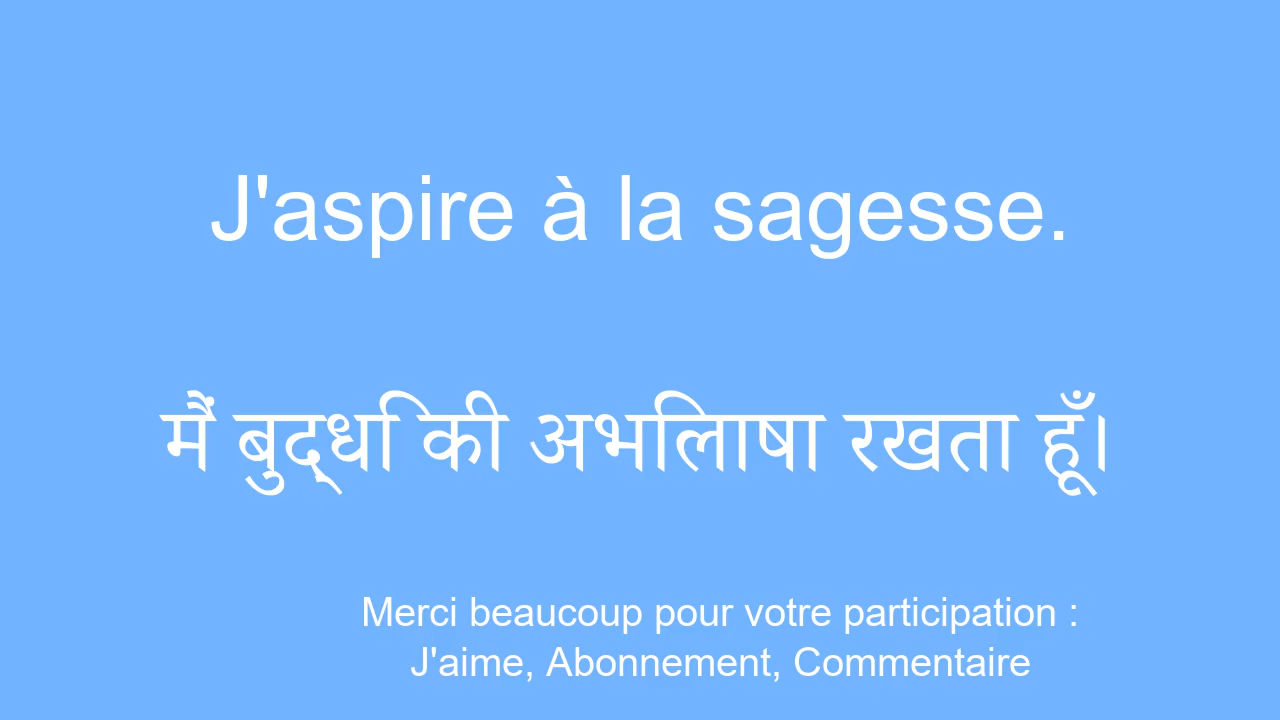 J'aspire à la sagesse.
मैं बुद्धि की अभिलाषा रखता हूँ।
Merci beaucoup pour votre participation :
J'aime, Abonnement, Commentaire